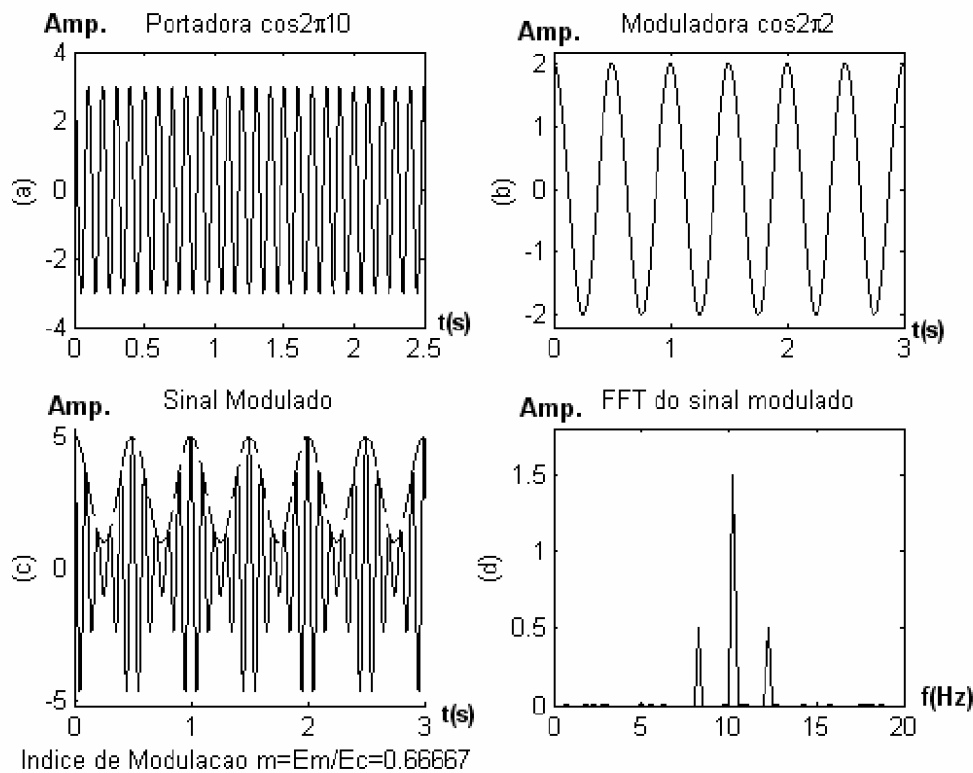 Amp. Portadora cos2π10
4
2
0
-2
-4
(a)
0 0.5 1 1.5 2 2.5
t(s)
Moduladora cos2π2
2
1
0
-1
-2
(b)
0 1 2 3
t(s)
Amp. Sinal Modulado
5
0
-5
(c)
0 1 2 3
t(s)
Indice de Modulacao m=Em/Ec=0.66667
Amp. FFT do sinal modulado
1.5
1
0.5
0
(d)
0 5 10 15 20
f(Hz)